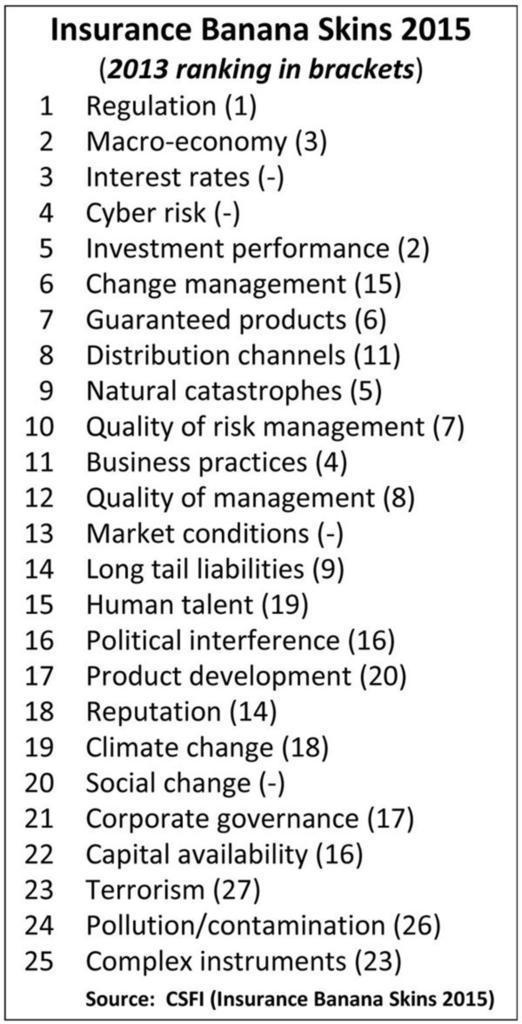 Insurance Banana Skins 2015
(2013 ranking in brackets)
1 Regulation (1)
2 Macro-economy (3)
3 Interest rates (-)
4 Cyber risk (-)
5 Investment performance (2)
6 Change management (15)
7 Guaranteed products (6)
8 Distribution channels (11)
9 Natural catastrophes (5)
10 Quality of risk management (7)
11 Business practices (4)
12 Quality of management (8)
13 Market conditions (-)
14 Long tail liabilities (9)
15 Human talent (19)
16 Political interference (16)
17 Product development (20)
18 Reputation (14)
19 Climate change (18)
20 Social change (-)
21 Corporate governance (17)
22 Capital availability (16)
23 Terrorism (27)
24 Pollution/contamination (26)
25 Complex instruments (23)
Source: CSFI (Insurance Banana Skins 2015)